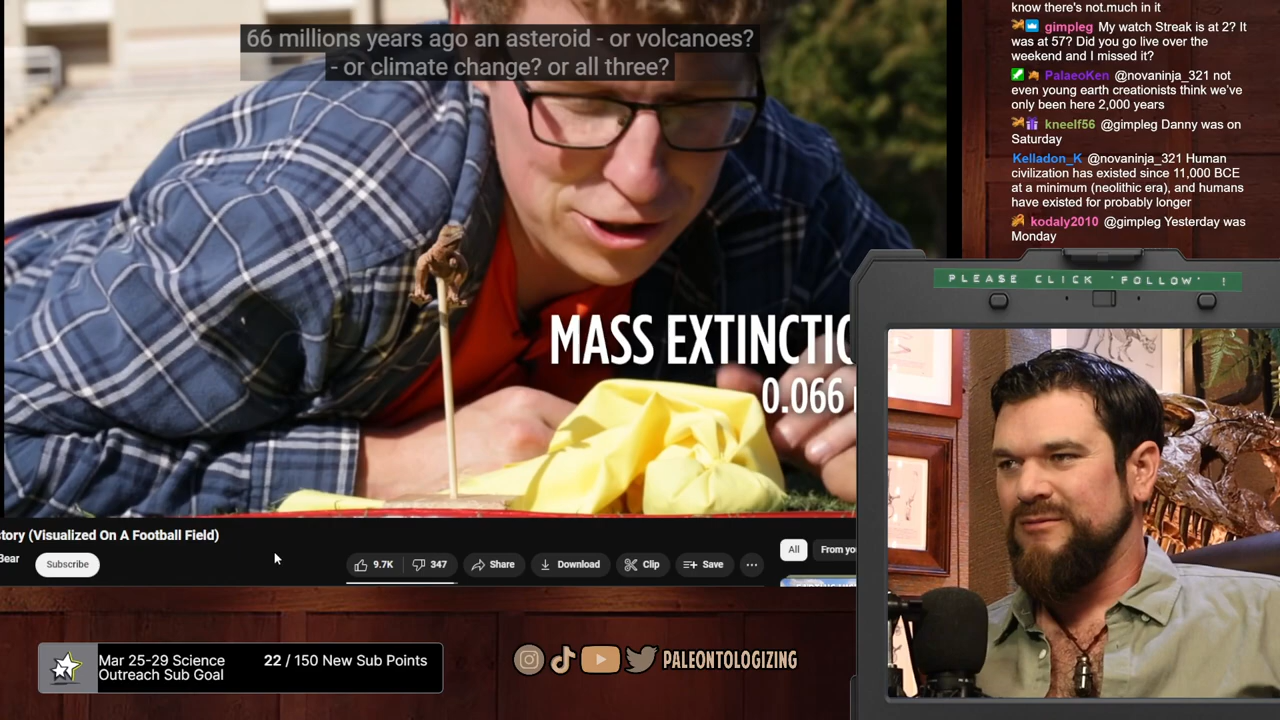 66 millions years ago an asteroid - or volcanoes?
- or climate change? or all three?
MASS EXTINCTIO
0.066
tory (Visualized On A Football Field)
Bear
Subscribe
9.7K
347
Share
Download
Clip
Save
All
From you
know there's not.much in it
gimpleg My watch Streak is at 2? It
was at 57? Did you go live over the
weekend and I missed it?
PalaeoKen @novaninja_321 not
even young earth creationists think we've
only been here 2,000 years
kneelf56 @gimpleg Danny was on
Saturday
Kelladon_K @novaninja_321 Human
civilization has existed since 11,000 BCE
at a minimum (neolithic era), and humans
have existed for probably longer
kodaly2010 @gimpleg Yesterday was
Monday
PLEASE CLICK 'FOLLOW' !
Mar 25-29 Science
Outreach Sub Goal
22 / 150 New Sub Points
PALEONTOLOGIZING